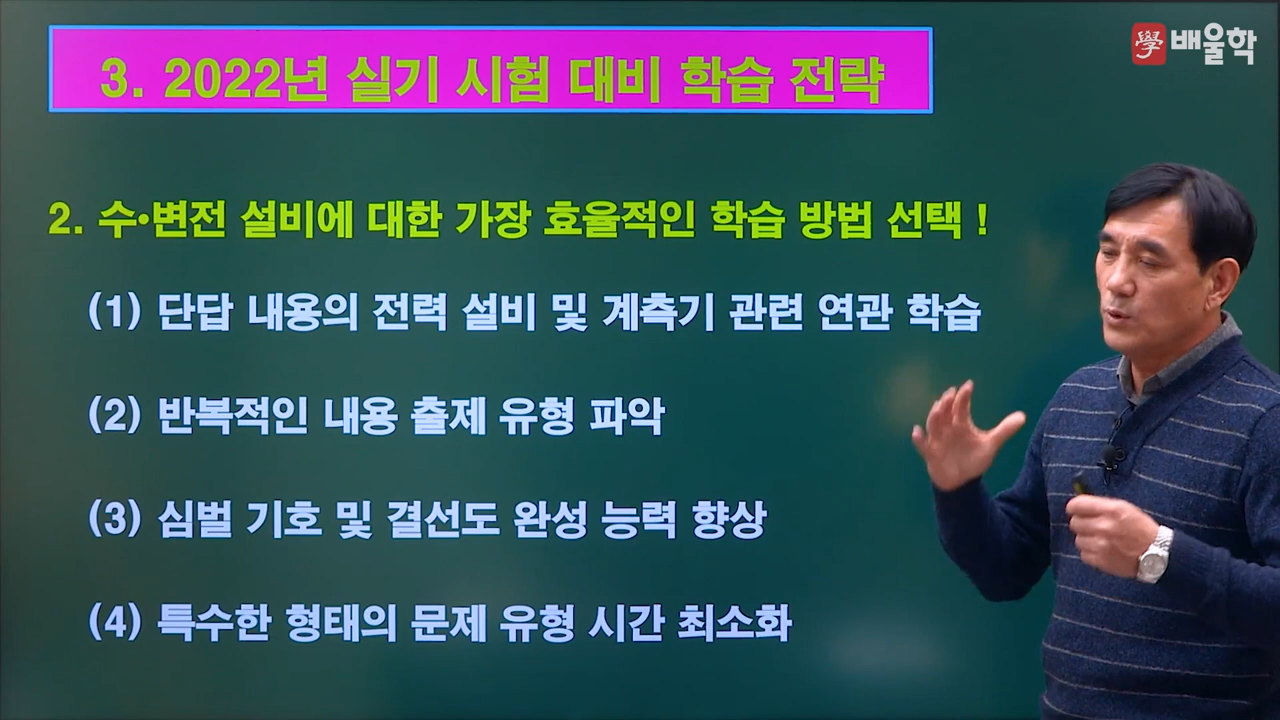 學 배울학
3. 2022년 실기 시험 대비 학습 전략
2. 수·변전 설비에 대한 가장 효율적인 학습 방법 선택 !
(1) 단답 내용의 전력 설비 및 계측기 관련 연관 학습
(2) 반복적인 내용 출제 유형 파악
(3) 심벌 기호 및 결선도 완성 능력 향상
(4) 특수한 형태의 문제 유형 시간 최소화